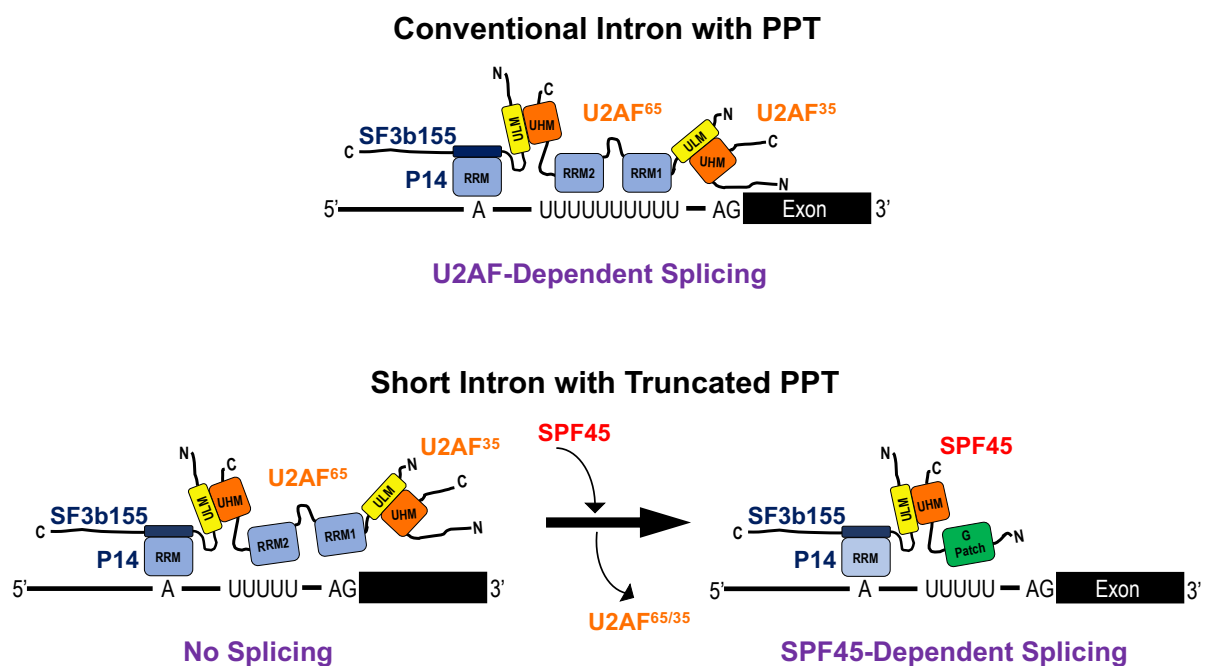 Conventional Intron with PPT
N
C
U2AF65
N
U2AF35
ULM
UHM
ULM
SF3b155
C
C
UHM
P14
RRM
RRM2
RRM1
N
5' A UUUUUUUUUU AG Exon 3'
U2AF-Dependent Splicing
Short Intron with Truncated PPT
SPF45
N
C
U2AF65
U2AF35
N
ULM
UHM
ULM
C
SF3b155
C
UHM
P14
RRM
RRM2
RRM1
N
5' A UUUUU AG 3'
No Splicing
U2AF65/35
N
C
SPF45
ULM
UHM
SF3b155
C
P14
RRM
G
Patch
N
5' A UUUUU AG Exon 3'
SPF45-Dependent Splicing